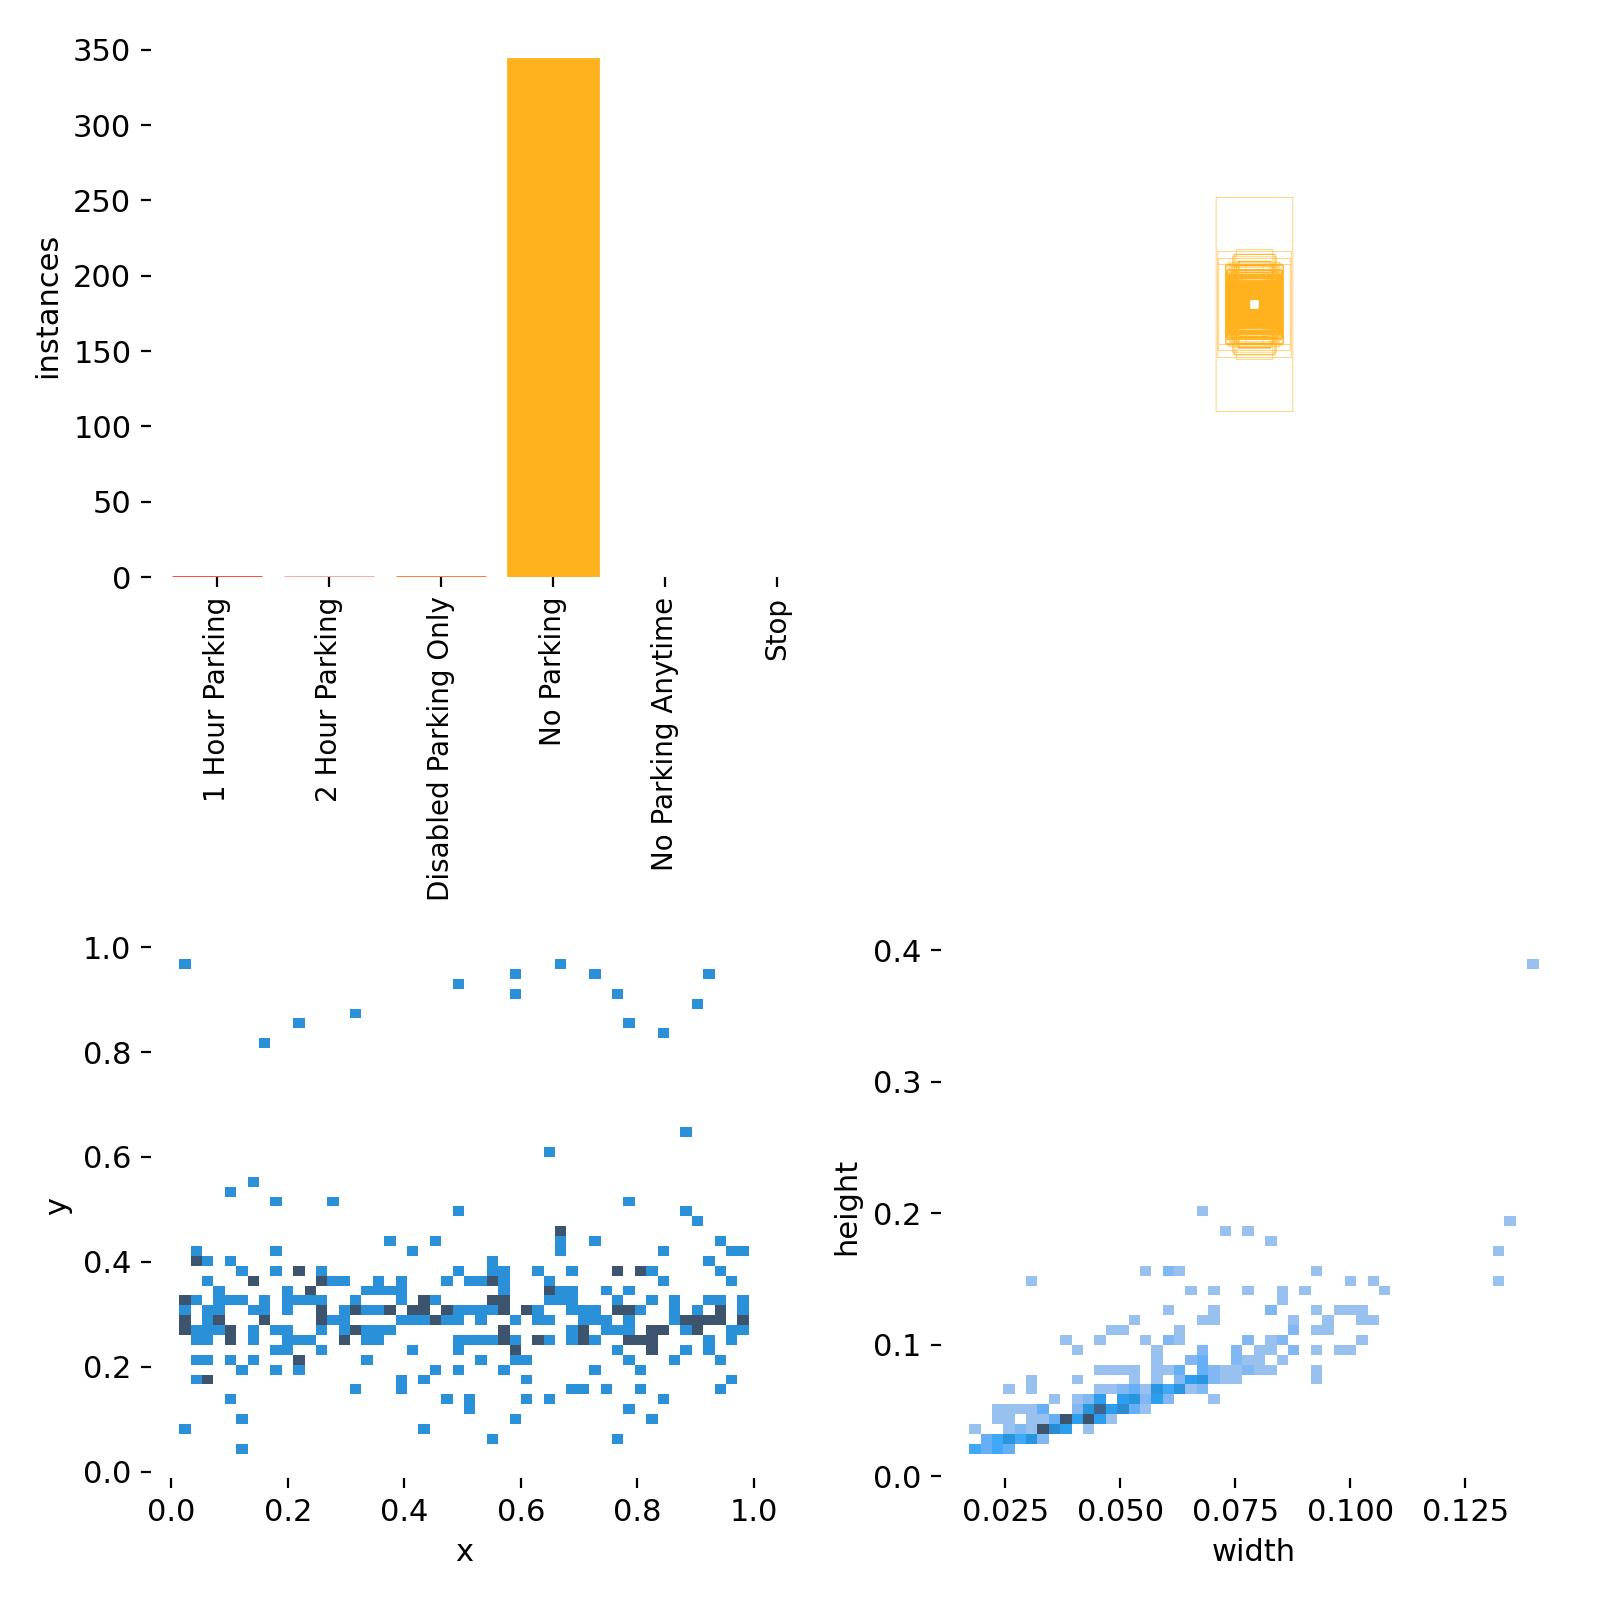 350
300
250
200
150
100
50
0
instances
1 Hour Parking
2 Hour Parking
Disabled Parking Only
No Parking
No Parking Anytime
Stop
1.0
0.8
0.6
0.4
0.2
0.0
y
0.0 0.2 0.4 0.6 0.8 1.0
x
0.4
0.3
0.2
0.1
0.0
height
0.025 0.050 0.075 0.100 0.125
width